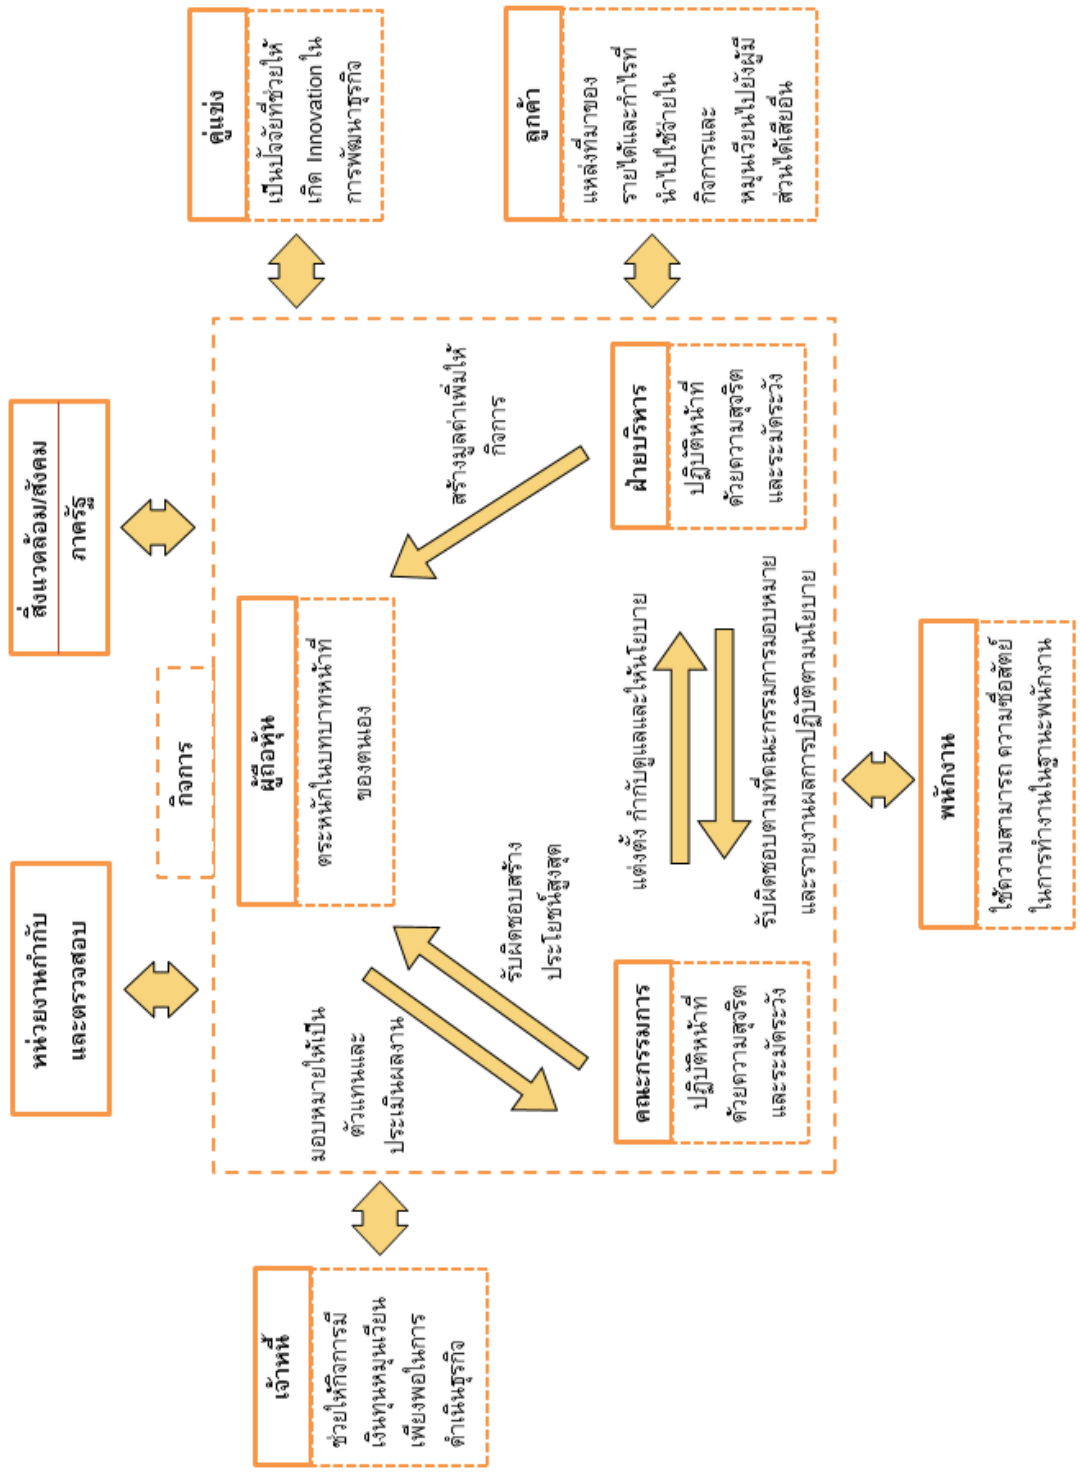 หน่วยงานกำกับ
และตรวจสอบ
สิ่งแวดล้อม/สังคม
ภาครัฐ
กิจการ
เจ้าหนี้
ช่วยให้กิจการมี
เงินทุนหมุนเวียน
เพียงพอในการ
ดำเนินธุรกิจ
ผู้ถือหุ้น
ตระหนักในบทบาทหน้าที่
ของตนเอง
คู่แข่ง
เป็นปัจจัยที่ช่วยให้
เกิด Innovation ใน
การพัฒนาธุรกิจ
มอบหมายให้เป็น
ตัวแทนและ
ประเมินผลงาน
รับผิดชอบสร้าง
ประโยชน์สูงสุด
สร้างมูลค่าเพิ่มให้
กิจการ
ลูกค้า
แหล่งที่มาของ
รายได้และกำไรที่
นำไปใช้จ่ายใน
กิจการและ
หมุนเวียนไปยังผู้มี
ส่วนได้เสียอื่น
คณะกรรมการ
ปฏิบัติหน้าที่
ด้วยความสุจริต
และระมัดระวัง
แต่งตั้ง กำกับดูแลและให้นโยบาย
รับผิดชอบตามที่คณะกรรมการมอบหมาย
และรายงานผลการปฏิบัติตามนโยบาย
ฝ่ายบริหาร
ปฏิบัติหน้าที่
ด้วยความสุจริต
และระมัดระวัง
พนักงาน
ใช้ความสามารถ ความซื่อสัตย์
ในการทำงานในฐานะพนักงาน